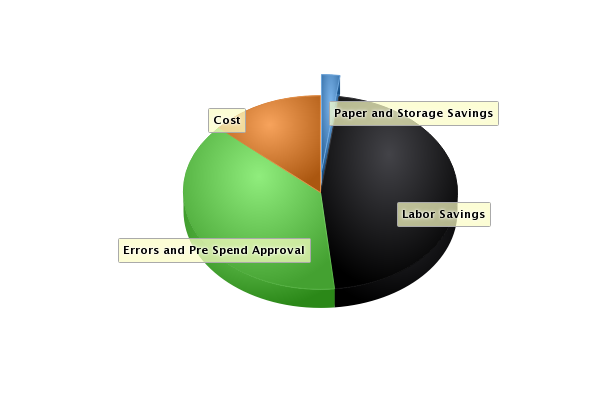 Paper and Storage Savings
Cost
Labor Savings
Errors and Pre Spend Approval